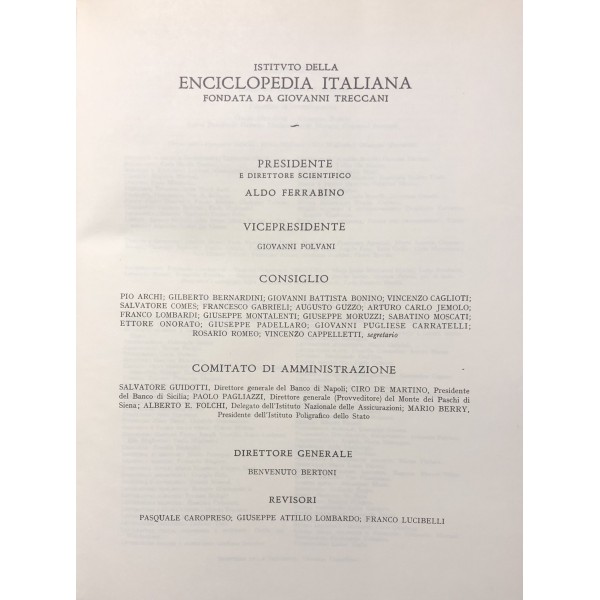 ISTITVTO DELLA
ENCICLOPEDIA ITALIANA
FONDATA DA GIOVANNI TRECCANI
PRESIDENTE
E DIRETTORE SCIENTIFICO
ALDO FERRABINO
VICEPRESIDENTE
GIOVANNI POLVANI
CONSIGLIO
PIO ARCHI; GILBERTO BERNARDINI; GIOVANNI BATTISTA BONINO; VINCENZO CAGLIOTI;
SALVATORE COMES; FRANCESCO GABRIELI; AUGUSTO GUZZO; ARTURO CARLO JEMOLO;
FRANCO LOMBARDI; GIUSEPPE MONTALENTI; GIUSEPPE MORUZZI; SABATINO MOSCATI;
ETTORE ONORATO; GIUSEPPE PADELLARO; GIOVANNI PUGLIESE CARRATELLI;
ROSARIO ROMEO; VINCENZO CAPPELLETTI, segretario
COMITATO DI AMMINISTRAZIONE
SALVATORE GUIDOTTI, Direttore generale del Banco di Napoli; CIRO DE MARTINO, Presidente
del Banco di Sicilia; PAOLO PAGLIAZZI, Direttore generale (Provveditore) del Monte dei Paschi di
Siena; ALBERTO E. FOLCHI, Delegato dell'Istituto Nazionale delle Assicurazioni; MARIO BERRY,
Presidente dell'Istituto Poligrafico dello Stato
DIRETTORE GENERALE
BENVENUTO BERTONI
REVISORI
PASQUALE CAROPRESO; GIUSEPPE ATTILIO LOMBARDO; FRANCO LUCIBELLI